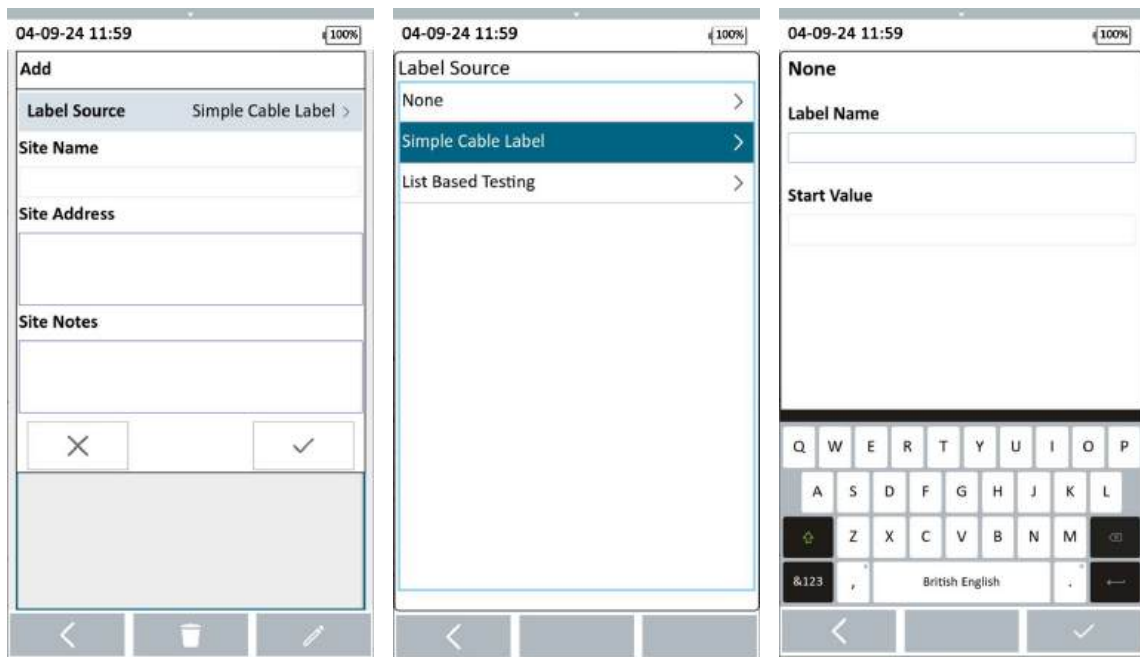 04-09-24 11:59 100%
Add
Label Source Simple Cable Label >
Site Name
Site Address
Site Notes
04-09-24 11:59 100%
Label Source
None >
Simple Cable Label >
List Based Testing >
04-09-24 11:59 100%
None
Label Name
Start Value
Q W E R T Y U I O P
A S D F G H J K L
Z X C V B N M
&123 , British English .